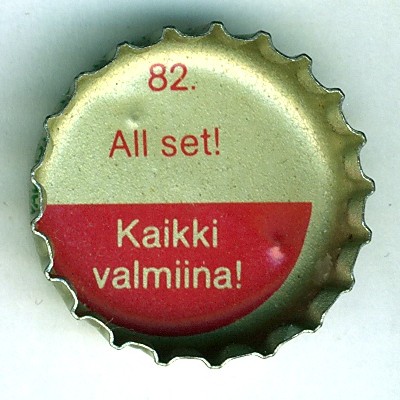 82.
All set!
Kaikki
valmiina!